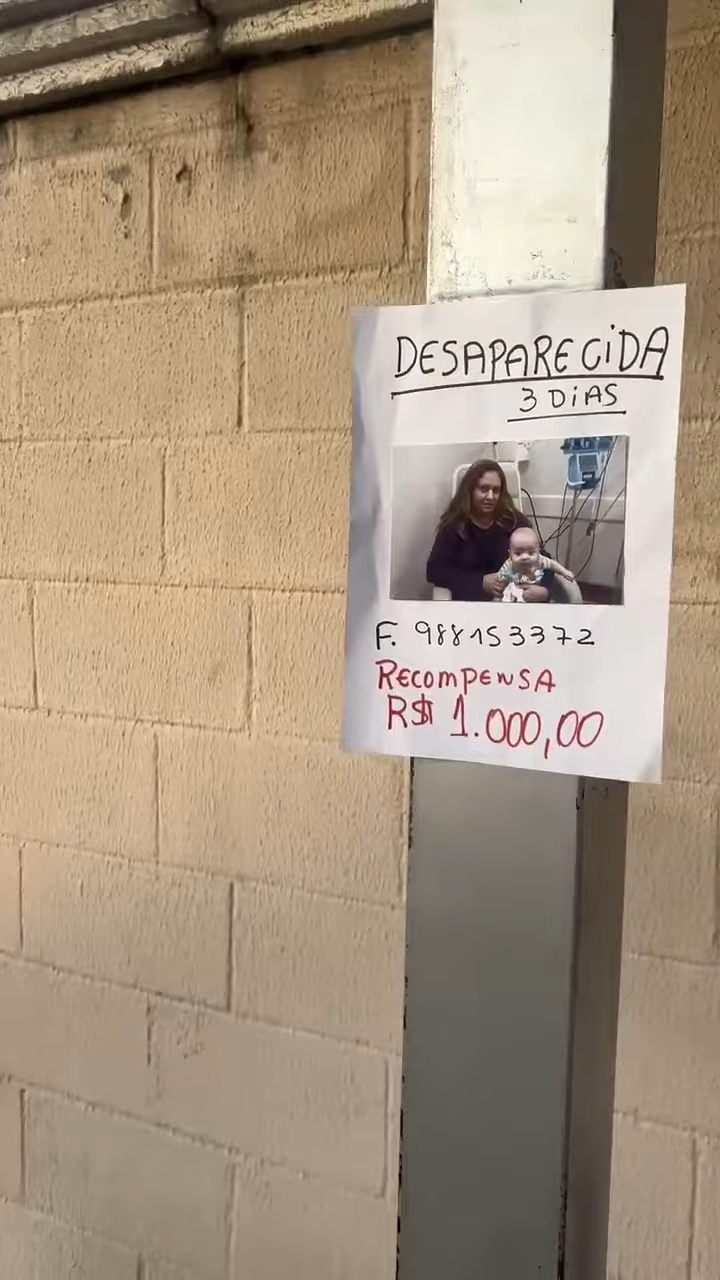 DESAPARECIDA
3 DiAS
F. 988153372
RECOMPENSA
R$ 1.000,00